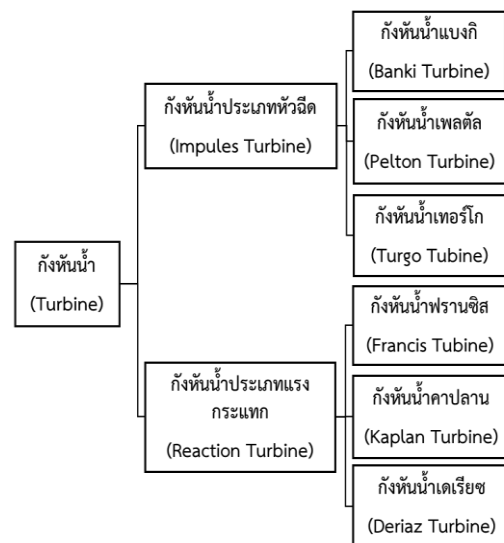 กังหันน้ำ
(Turbine)
กังหันน้ำประเภทหัวฉีด
(Impules Turbine)
กังหันน้ำแบงกิ
(Banki Turbine)
กังหันน้ำเพลตัล
(Pelton Turbine)
กังหันน้ำเทอร์โก
(Turgo Tubine)
กังหันน้ำประเภทแรง
กระแทก
(Reaction Turbine)
กังหันน้ำฟรานซิส
(Francis Tubine)
กังหันน้ำคาปลาน
(Kaplan Turbine)
กังหันน้ำเดเรียซ
(Deriaz Turbine)